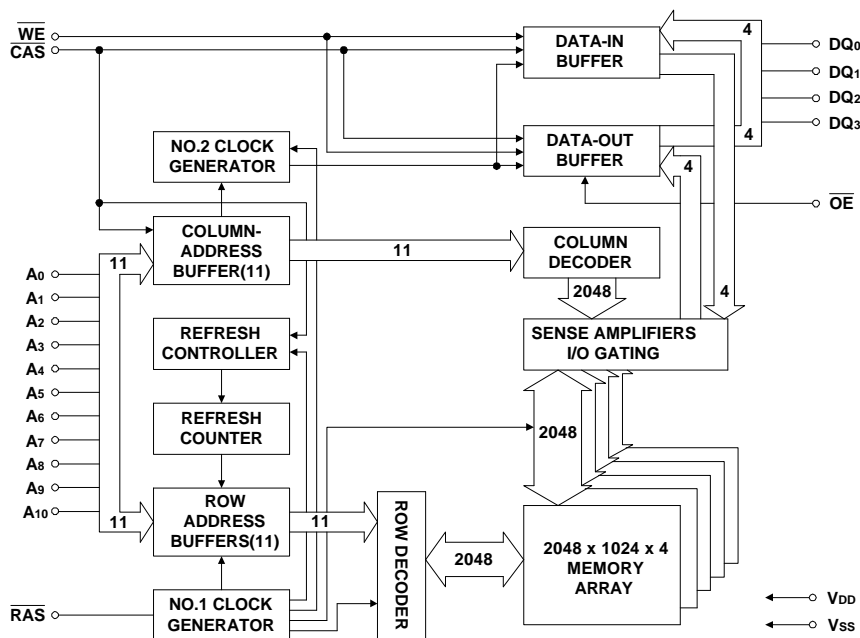 WE
CAS
DATA-IN
BUFFER
4
DQ0
DQ1
DQ2
DQ3
NO.2 CLOCK
GENERATOR
DATA-OUT
BUFFER
4
4
OE
COLUMN-
ADDRESS
BUFFER(11)
11
11
COLUMN
DECODER
2048
4
A0
A1
A2
A3
A4
A5
A6
A7
A8
A9
A10
REFRESH
CONTROLLER
SENSE AMPLIFIERS
I/O GATING
REFRESH
COUNTER
2048
ROW
ADDRESS
BUFFERS(11)
11
11
ROW DECODER
2048
2048 x 1024 x 4
MEMORY
ARRAY
RAS
NO.1 CLOCK
GENERATOR
VDD
VSS